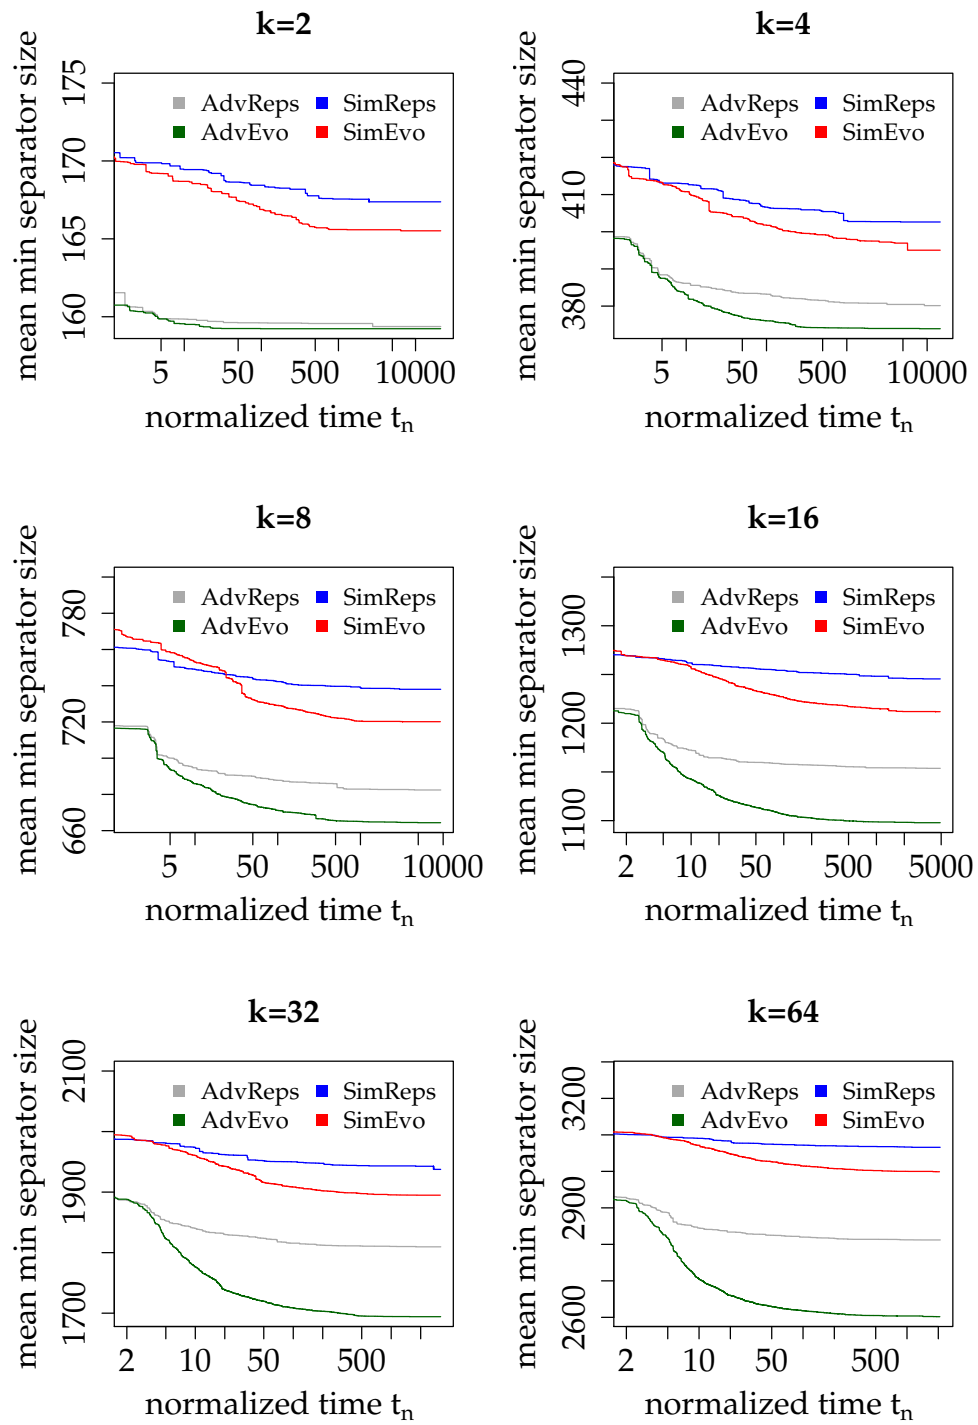 k=2
mean min separator size
175
170
165
160
AdvReps SimReps
AdvEvo SimEvo
5 50 500 10000
normalized time tn
k=4
mean min separator size
440
410
380
AdvReps SimReps
AdvEvo SimEvo
5 50 500 10000
normalized time tn
k=8
mean min separator size
780
720
660
AdvReps SimReps
AdvEvo SimEvo
5 50 500 10000
normalized time tn
k=16
mean min separator size
1300
1200
1100
AdvReps SimReps
AdvEvo SimEvo
2 10 50 500 5000
normalized time tn
k=32
mean min separator size
2100
1900
1700
AdvReps SimReps
AdvEvo SimEvo
2 10 50 500
normalized time tn
k=64
mean min separator size
3200
2900
2600
AdvReps SimReps
AdvEvo SimEvo
2 10 50 500
normalized time tn